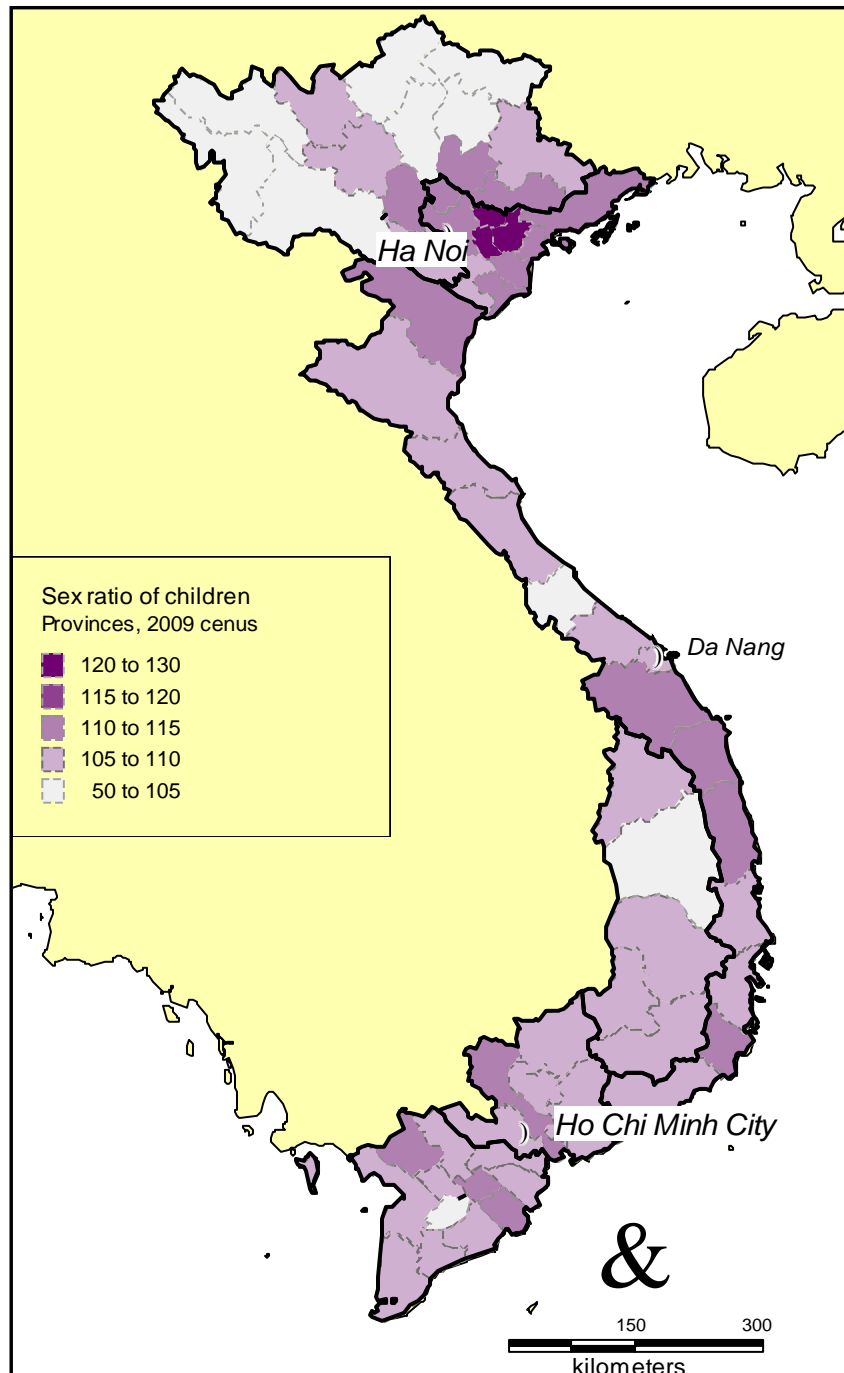 Ha Noi
Sex ratio of children
Provinces, 2009 cenus
120 to 130
115 to 120
110 to 115
105 to 110
50 to 105
Da Nang
Ho Chi Minh City
&
150 300
kilometers